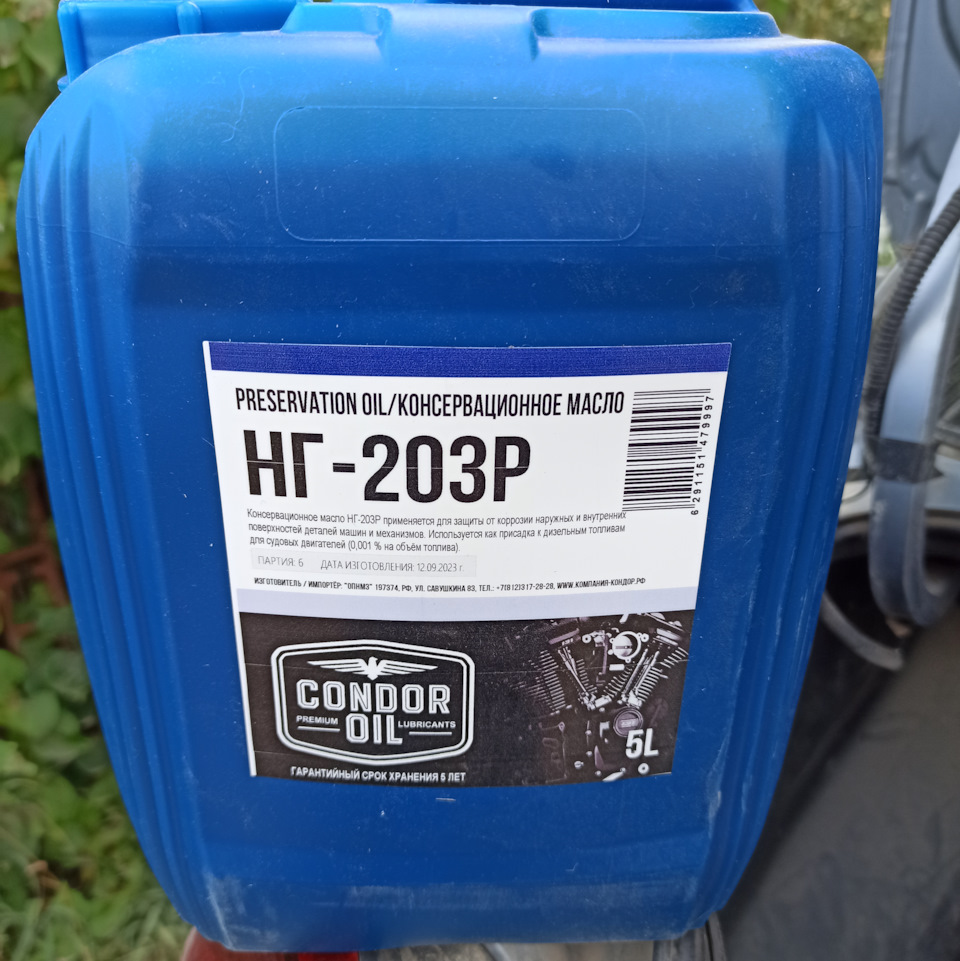 PRESERVATION OIL/КОНСЕРВАЦИОННОЕ МАСЛО
НГ-203Р
6 291151 479997
Консервационное масло НГ-203Р применяется для защиты от коррозии наружных и внутренних
поверхностей деталей машин и механизмов. Используется как присадка к дизельным топливам
для судовых двигателей (0,001 % на объём топлива).
ПАРТИЯ: 6 ДАТА ИЗГОТОВЛЕНИЯ: 12.09.2023 г.
ИЗГОТОВИТЕЛЬ / ИМПОРТЁР: "ОПНМЗ" 197374, РФ, УЛ. САВУШКИНА 83, ТЕЛ.: +7(812)317-28-28, WWW.КОМПАНИЯ-КОНДОР.РФ
CONDOR
PREMIUM OIL LUBRICANTS
5L
ГАРАНТИЙНЫЙ СРОК ХРАНЕНИЯ 5 ЛЕТ